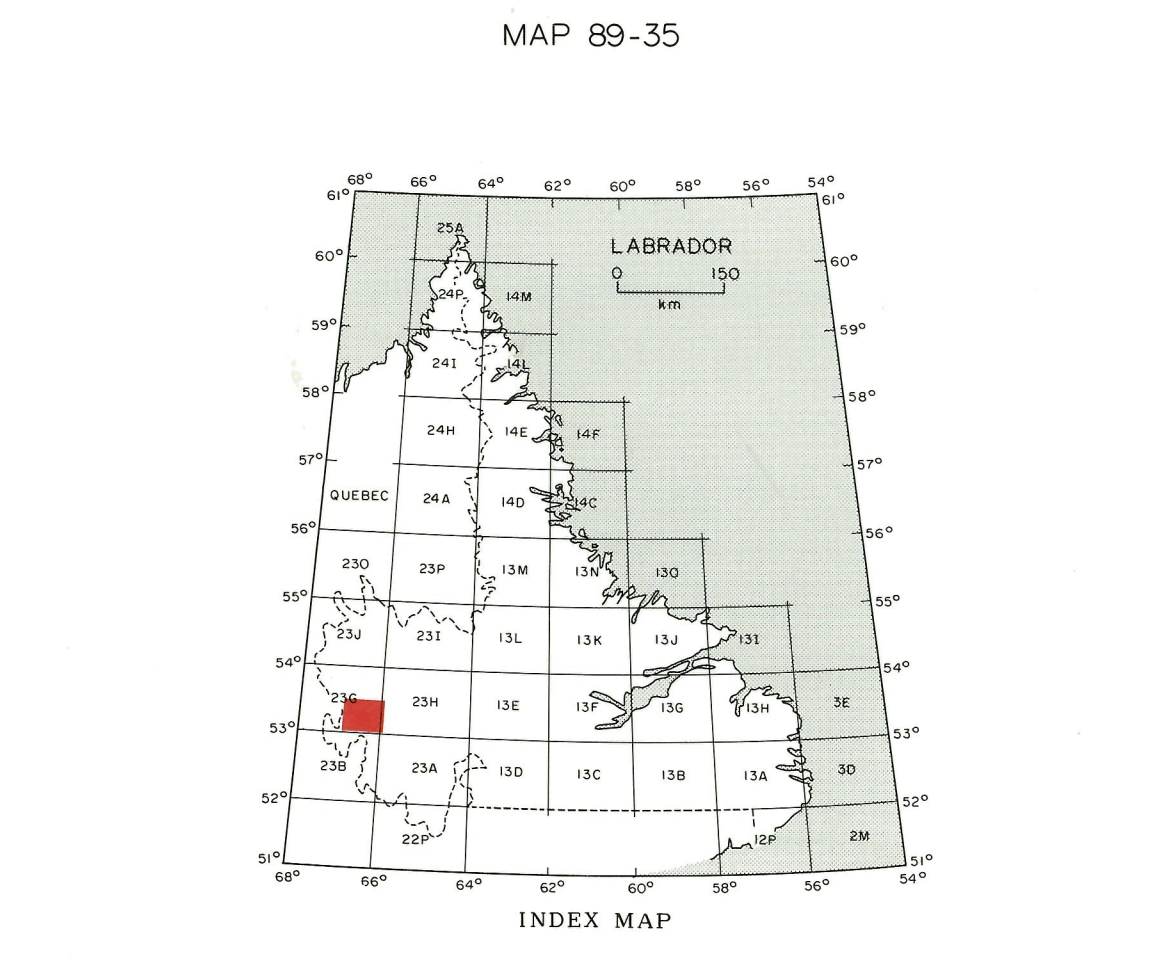 MAP 89-35
68° 66° 64° 62° 60° 58° 56° 54°
61° 61°
25A
LABRADOR
60° 60°
0 150
km
24P 14M
59° 59°
24I 14L
58° 58°
24H 14E 14F
57° 57°
QUEBEC 24A 14D 14C
56° 56°
23O 23P 13M 13N 13O
55° 55°
23J 23I 13L 13K 13J 13I
54° 54°
23G 23H 13E 13F 13G 13H 3E
53° 53°
23B 23A 13D 13C 13B 13A 3D
52° 52°
22P 12P 2M
51° 51°
68° 66° 64° 62° 60° 58° 56° 54°
INDEX MAP